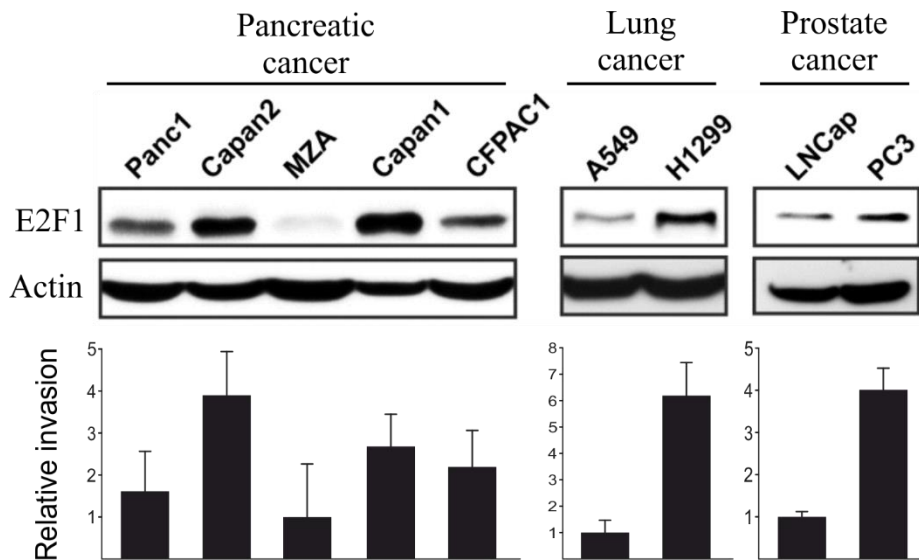 Pancreatic
cancer
Lung
cancer
Prostate
cancer
Panc1
Capan2
MZA
Capan1
CFPAC1
A549
H1299
LNCap
PC3
E2F1
Actin
Relative invasion
5
4
3
2
1
8
7
6
5
4
3
2
1
5
4
3
2
1